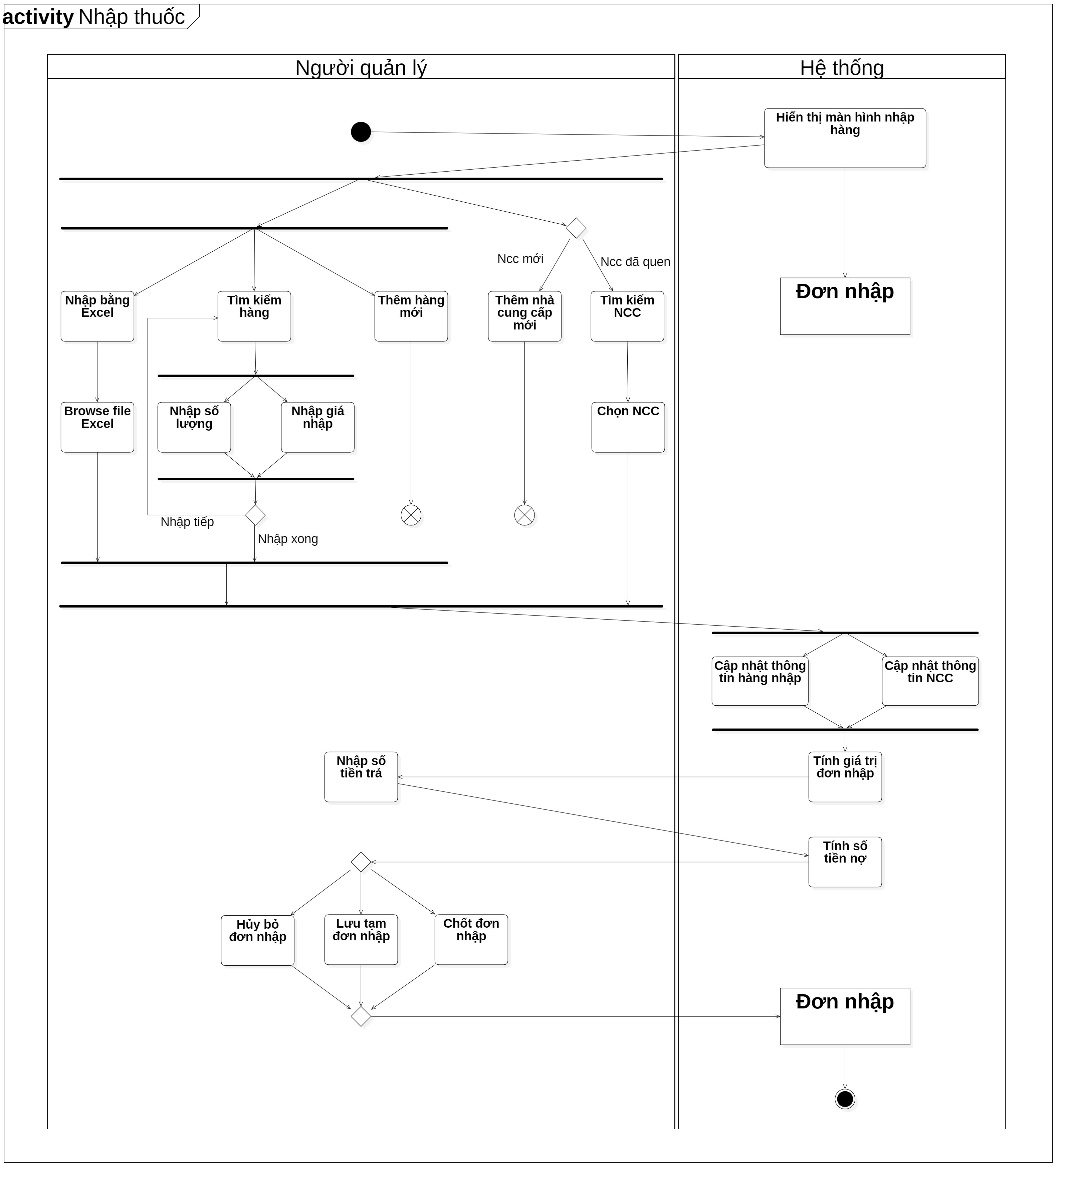 activity Nhập thuốc
Người quản lý
Hệ thống
Hiển thị màn hình nhập
hàng
Ncc mới
Ncc đã quen
Nhập bằng
Excel
Tìm kiếm
hàng
Thêm hàng
mới
Thêm nhà
cung cấp
mới
Tìm kiếm
NCC
Đơn nhập
Browse file
Excel
Nhập số
lượng
Nhập giá
nhập
Chọn NCC
Nhập tiếp
Nhập xong
Cập nhật thông
tin hàng nhập
Cập nhật thông
tin NCC
Nhập số
tiền trả
Tính giá trị
đơn nhập
Tính số
tiền nợ
Hủy bỏ
đơn nhập
Lưu tạm
đơn nhập
Chốt đơn
nhập
Đơn nhập